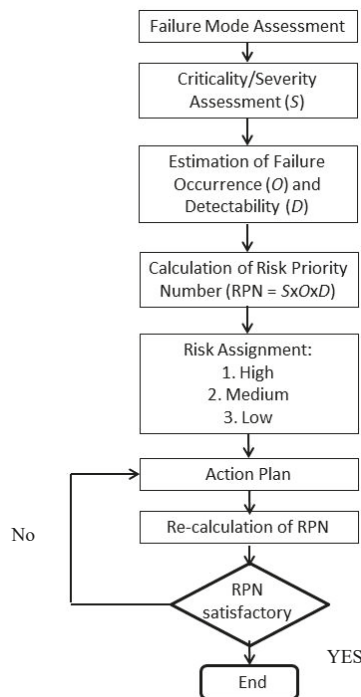 Failure Mode Assessment
Criticality/Severity
Assessment (S)
Estimation of Failure
Occurrence (O) and
Detectability (D)
Calculation of Risk Priority
Number (RPN = SxOxD)
Risk Assignment:
1. High
2. Medium
3. Low
Action Plan
Re-calculation of RPN
No
RPN
satisfactory
YES
End